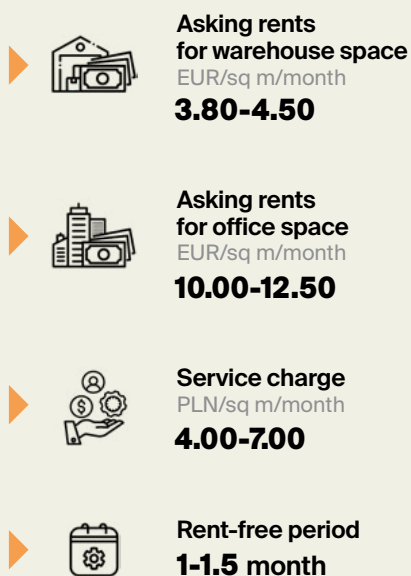 Asking rents
for warehouse space
EUR/sq m/month
3.80-4.50
Asking rents
for office space
EUR/sq m/month
10.00-12.50
Service charge
PLN/sq m/month
4.00-7.00
Rent-free period
1-1.5 month